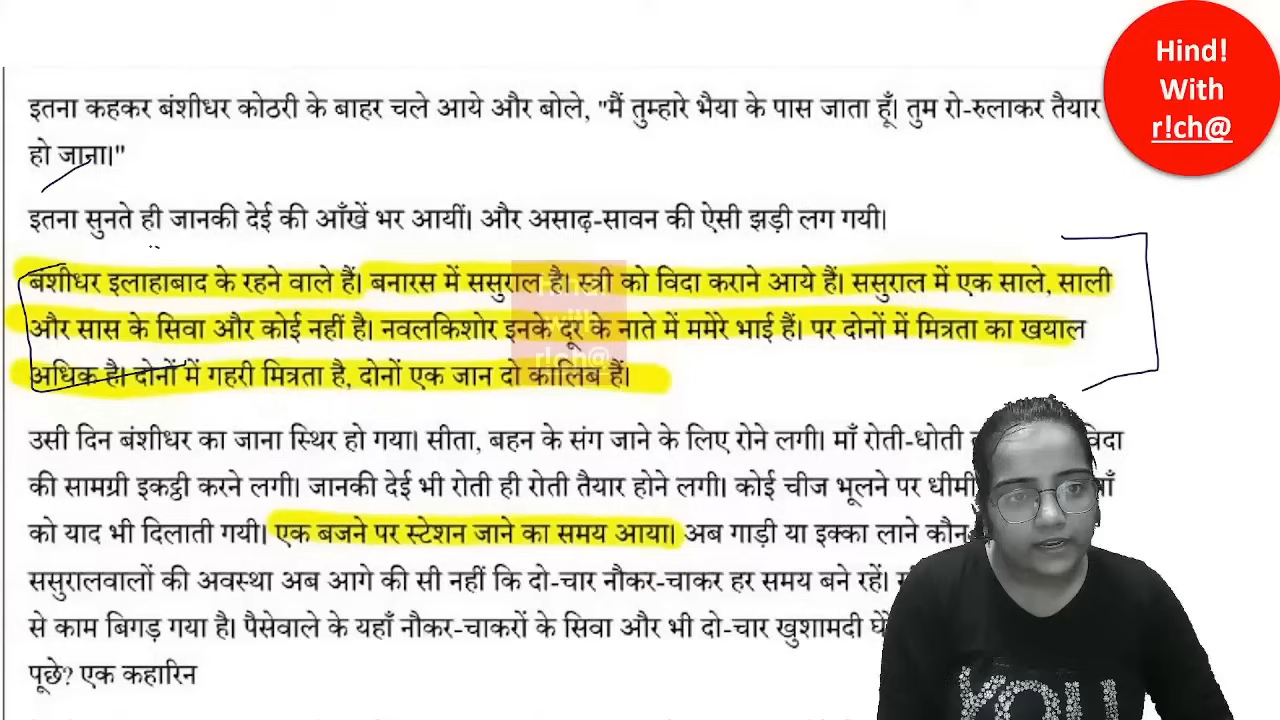 Hind!
With
r!ch@
इतना कहकर बंशीधर कोठरी के बाहर चले आये और बोले, "मैं तुम्हारे भैया के पास जाता हूँ। तुम रो-रुलाकर तैयार
हो जाना।"
इतना सुनते ही जानकी देई की आँखें भर आयीं। और असाढ़-सावन की ऐसी झड़ी लग गयी।
बंशीधर इलाहाबाद के रहने वाले हैं। बनारस में ससुराल है। स्त्री को विदा कराने आये हैं। ससुराल में एक साले, साली
और सास के सिवा और कोई नहीं है। नवलकिशोर इनके दूर के नाते में ममेरे भाई हैं। पर दोनों में मित्रता का खयाल
अधिक है। दोनों में गहरी मित्रता है, दोनों एक जान दो कालिब हैं।
उसी दिन बंशीधर का जाना स्थिर हो गया। सीता, बहन के संग जाने के लिए रोने लगी। माँ रोती-धोती विदा
की सामग्री इकट्ठी करने लगी। जानकी देई भी रोती ही रोती तैयार होने लगी। कोई चीज भूलने पर धीमी
को याद भी दिलाती गयी। एक बजने पर स्टेशन जाने का समय आया। अब गाड़ी या इक्का लाने कौन
ससुरालवालों की अवस्था अब आगे की सी नहीं कि दो-चार नौकर-चाकर हर समय बने रहें।
से काम बिगड़ गया है। पैसेवाले के यहाँ नौकर-चाकरों के सिवा और भी दो-चार खुशामदी
पूछे? एक कहारिन
YOU